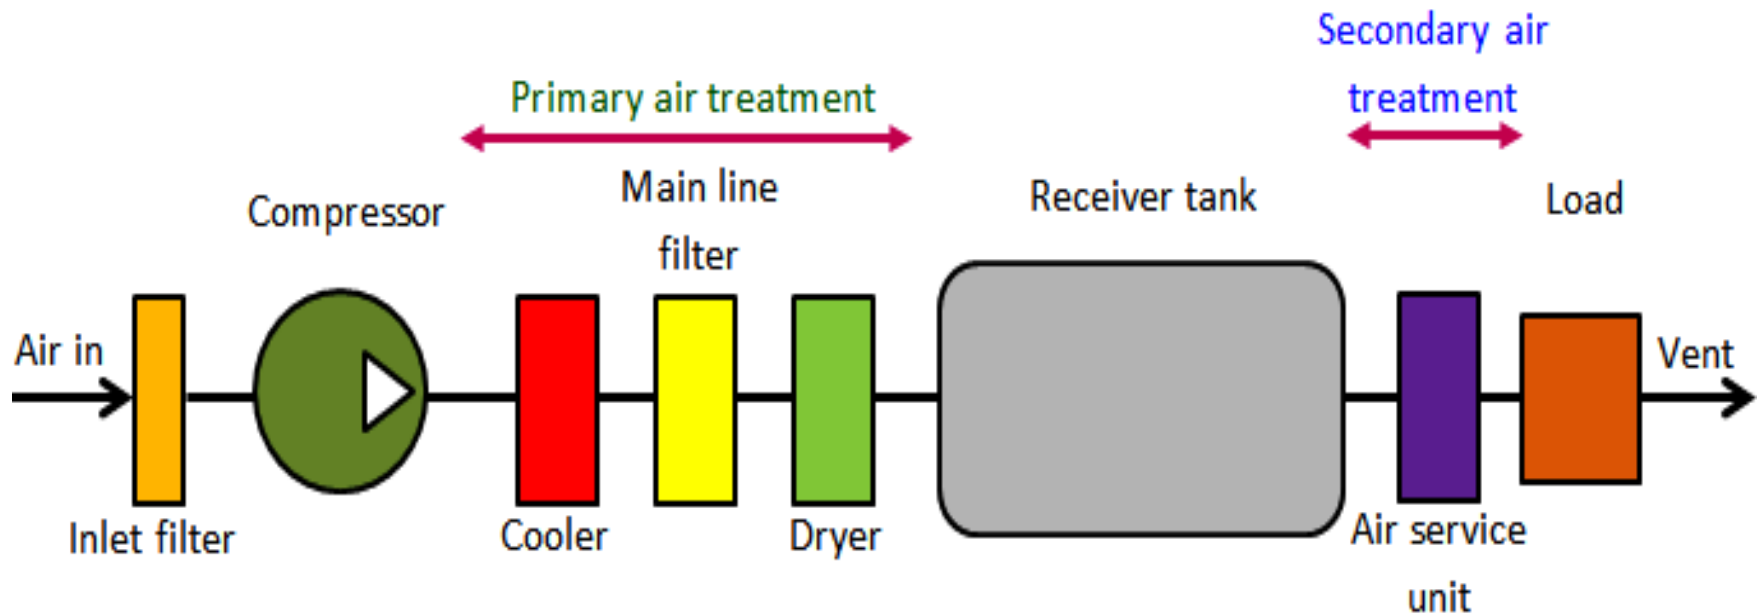 Secondary air
treatment
Primary air treatment
Main line
filter
Compressor
Receiver tank
Load
Air in
Vent
Inlet filter
Cooler
Dryer
Air service
unit